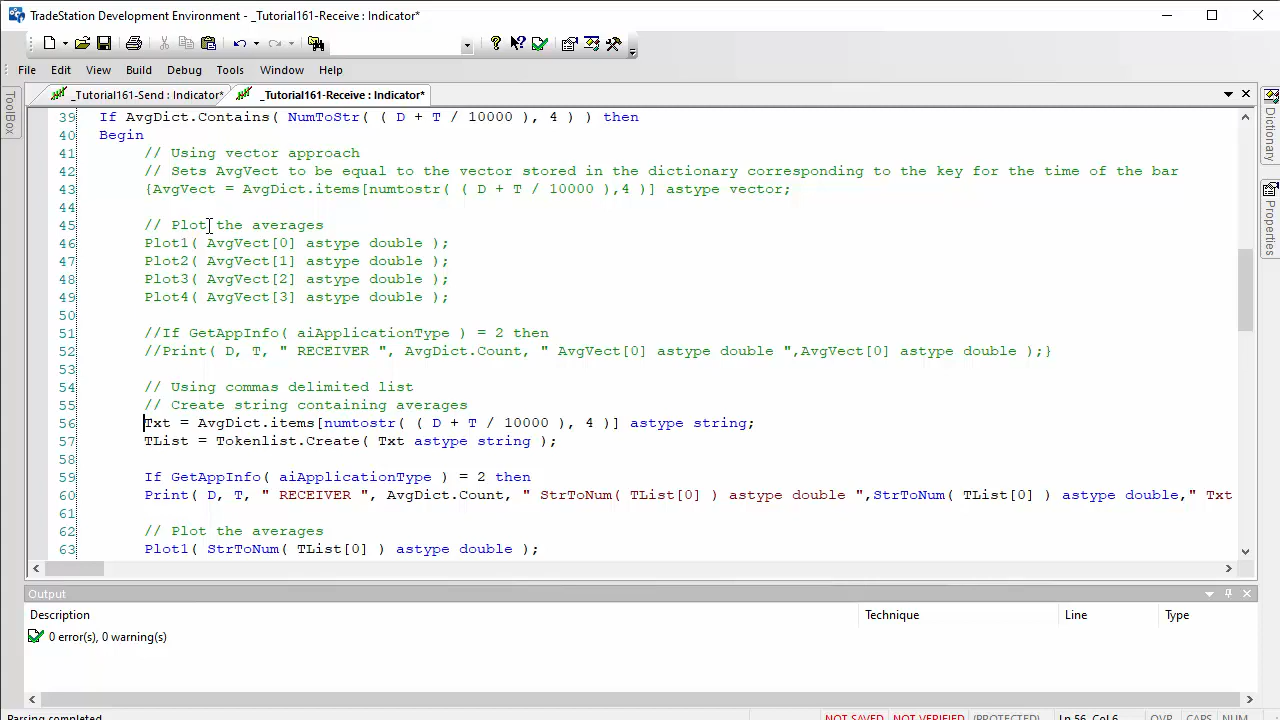 TradeStation Development Environment - _Tutorial161-Receive : Indicator*
File Edit View Build Debug Tools Window Help
_Tutorial161-Send : Indicator* _Tutorial161-Receive : Indicator*
ToolBox
Dictionary
Properties
39 If AvgDict.Contains( NumToStr( ( D + T / 10000 ), 4 ) ) then
40 Begin
41 // Using vector approach
42 // Sets AvgVect to be equal to the vector stored in the dictionary corresponding to the key for the time of the bar
43 {AvgVect = AvgDict.items[numtostr( ( D + T / 10000 ),4 )] astype vector;
44
45 // Plot the averages
46 Plot1( AvgVect[0] astype double );
47 Plot2( AvgVect[1] astype double );
48 Plot3( AvgVect[2] astype double );
49 Plot4( AvgVect[3] astype double );
50
51 //If GetAppInfo( aiApplicationType ) = 2 then
52 //Print( D, T, " RECEIVER ", AvgDict.Count, " AvgVect[0] astype double ",AvgVect[0] astype double );}
53
54 // Using commas delimited list
55 // Create string containing averages
56 Txt = AvgDict.items[numtostr( ( D + T / 10000 ), 4 )] astype string;
57 TList = Tokenlist.Create( Txt astype string );
58
59 If GetAppInfo( aiApplicationType ) = 2 then
60 Print( D, T, " RECEIVER ", AvgDict.Count, " StrToNum( TList[0] ) astype double ",StrToNum( TList[0] ) astype double," Txt
61
62 // Plot the averages
63 Plot1( StrToNum( TList[0] ) astype double );
Output
Description Technique Line Type
0 error(s), 0 warning(s)
Parsing completed NOT SAVED NOT VERIFIED (PROTECTED) Ln 56, Col 6 OVR CAPS NUM